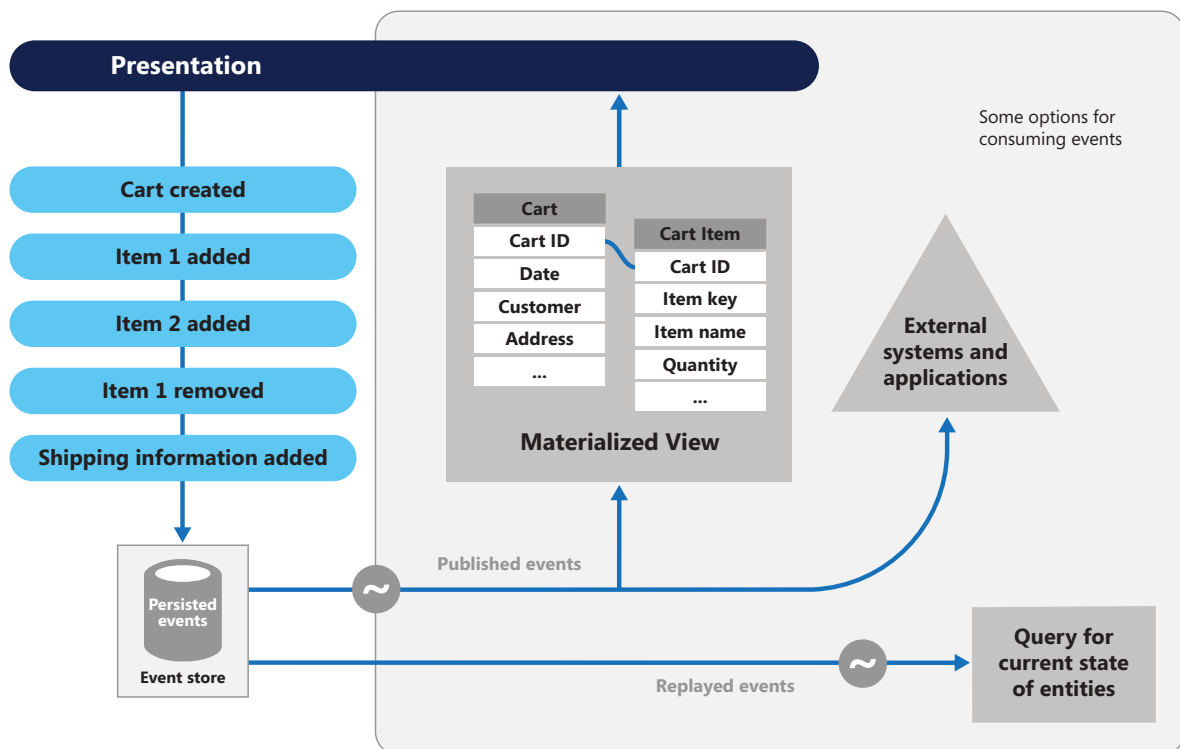 Presentation
Some options for
consuming events
Cart created
Item 1 added
Item 2 added
Item 1 removed
Shipping information added
Cart
Cart ID
Date
Customer
Address
...
Cart Item
Cart ID
Item key
Item name
Quantity
...
Materialized View
External
systems and
applications
Persisted
events
Event store
Published events
~
Replayed events
~
Query for
current state
of entities